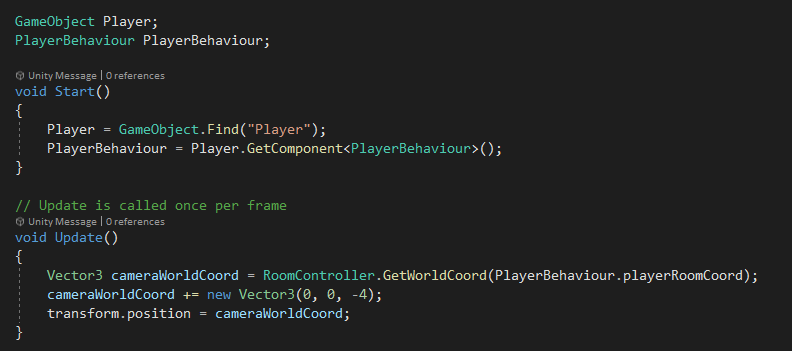 GameObject Player;
PlayerBehaviour PlayerBehaviour;
Unity Message | 0 references
void Start()
{
Player = GameObject.Find("Player");
PlayerBehaviour = Player.GetComponent<PlayerBehaviour>();
}
// Update is called once per frame
Unity Message | 0 references
void Update()
{
Vector3 cameraWorldCoord = RoomController.GetWorldCoord(PlayerBehaviour.playerRoomCoord);
cameraWorldCoord += new Vector3(0, 0, -4);
transform.position = cameraWorldCoord;
}